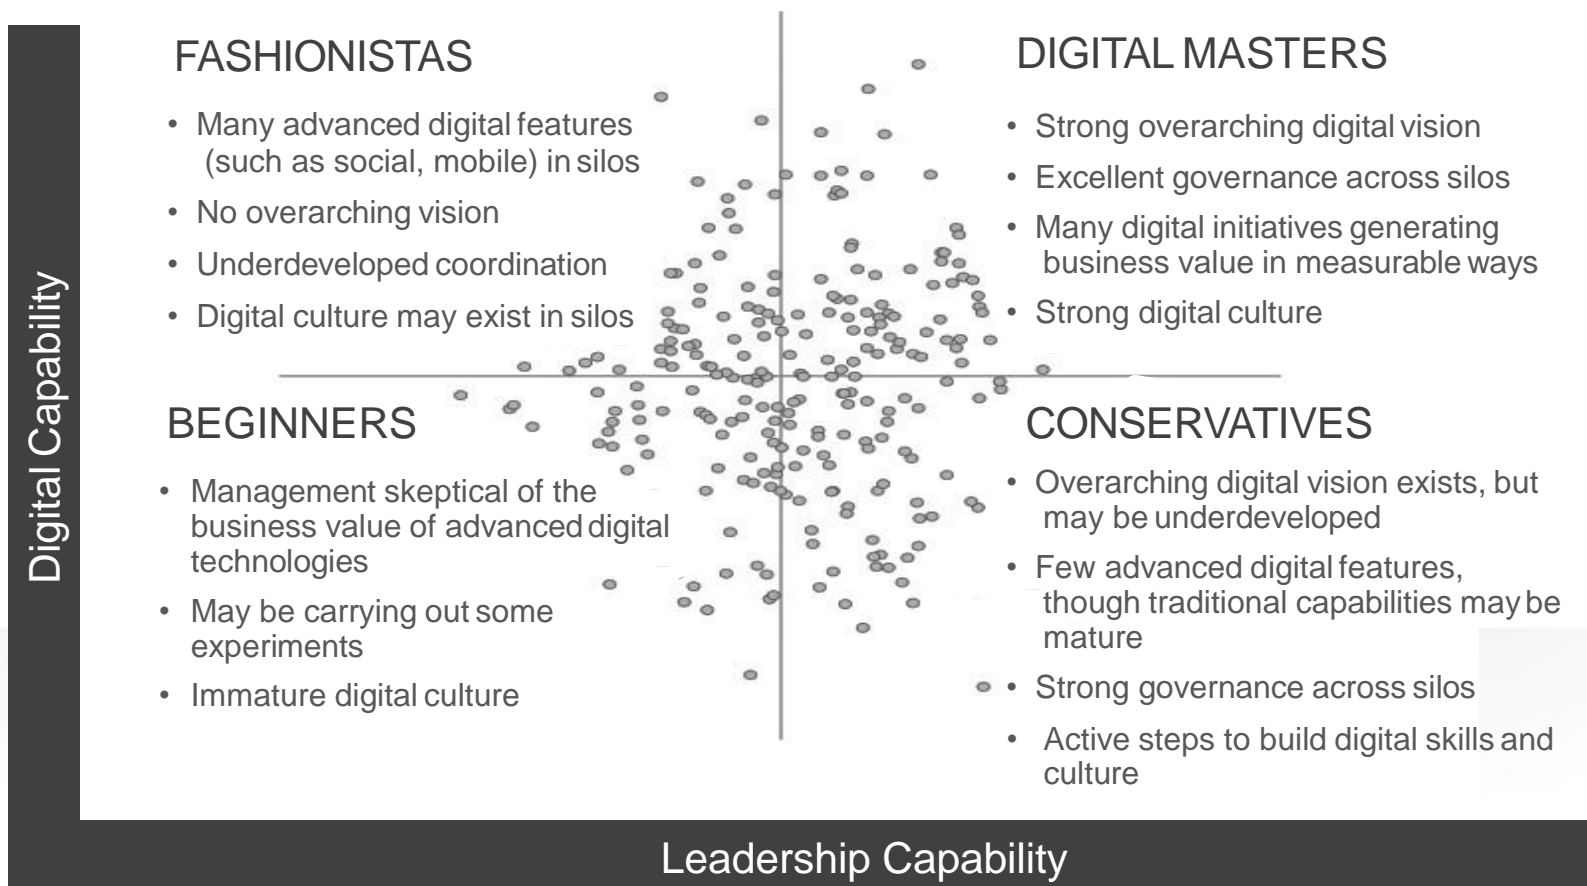 FASHIONISTAS
• Many advanced digital features
(such as social, mobile) in silos
• No overarching vision
• Underdeveloped coordination
• Digital culture may exist in silos
DIGITAL MASTERS
• Strong overarching digital vision
• Excellent governance across silos
• Many digital initiatives generating
business value in measurable ways
• Strong digital culture
BEGINNERS
• Management skeptical of the
business value of advanced digital
technologies
• May be carrying out some
experiments
• Immature digital culture
CONSERVATIVES
• Overarching digital vision exists, but
may be underdeveloped
• Few advanced digital features,
though traditional capabilities may be
mature
• Strong governance across silos
• Active steps to build digital skills and
culture
Digital Capability
Leadership Capability